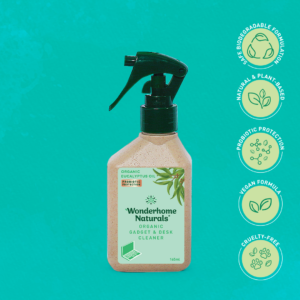 ORGANIC
EUCALYPTUS OIL
Wonderhome
Naturals
ORGANIC
GADGET & DESK
CLEANER
SAFE BIODEGRADABLE FORMULATION
NATURAL & PLANT-BASED
PROBIOTIC PROTECTION
VEGAN FORMULA
CRUELTY-FREE